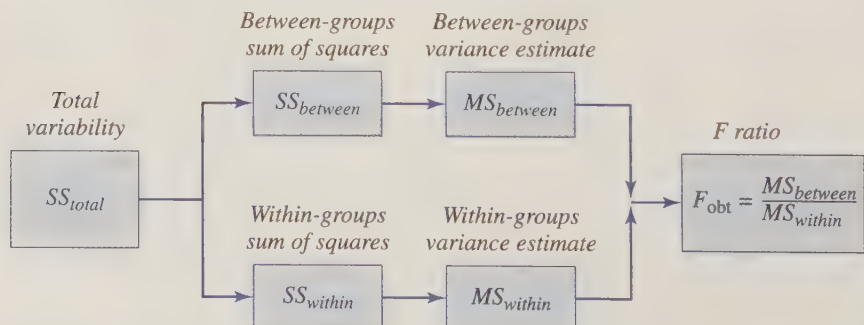 Between-groups
sum of squares
Between-groups
variance estimate
Total
variability
SS_between
MS_between
F ratio
SS_total
F_obt = MS_between / MS_within
Within-groups
sum of squares
Within-groups
variance estimate
SS_within
MS_within